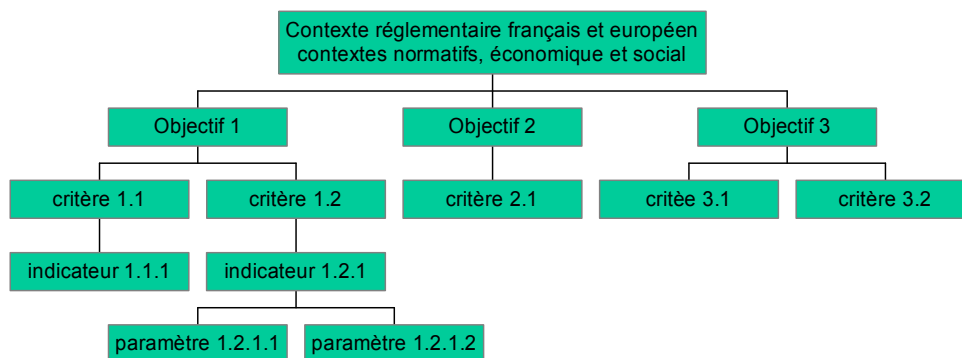 Contexte réglementaire français et européen
contextes normatifs, économique et social
Objectif 1
Objectif 2
Objectif 3
critère 1.1
critère 1.2
critère 2.1
critèe 3.1
critère 3.2
indicateur 1.1.1
indicateur 1.2.1
paramètre 1.2.1.1
paramètre 1.2.1.2